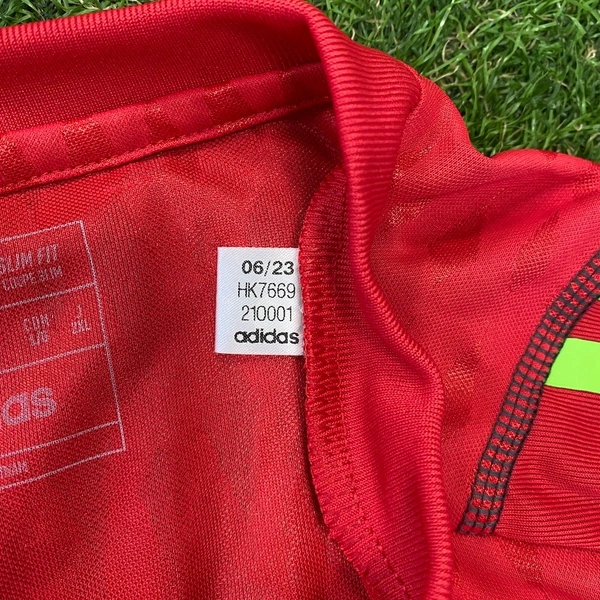 SLIM FIT
COUPE SLIM
06/23
HK7669
210001
adidas